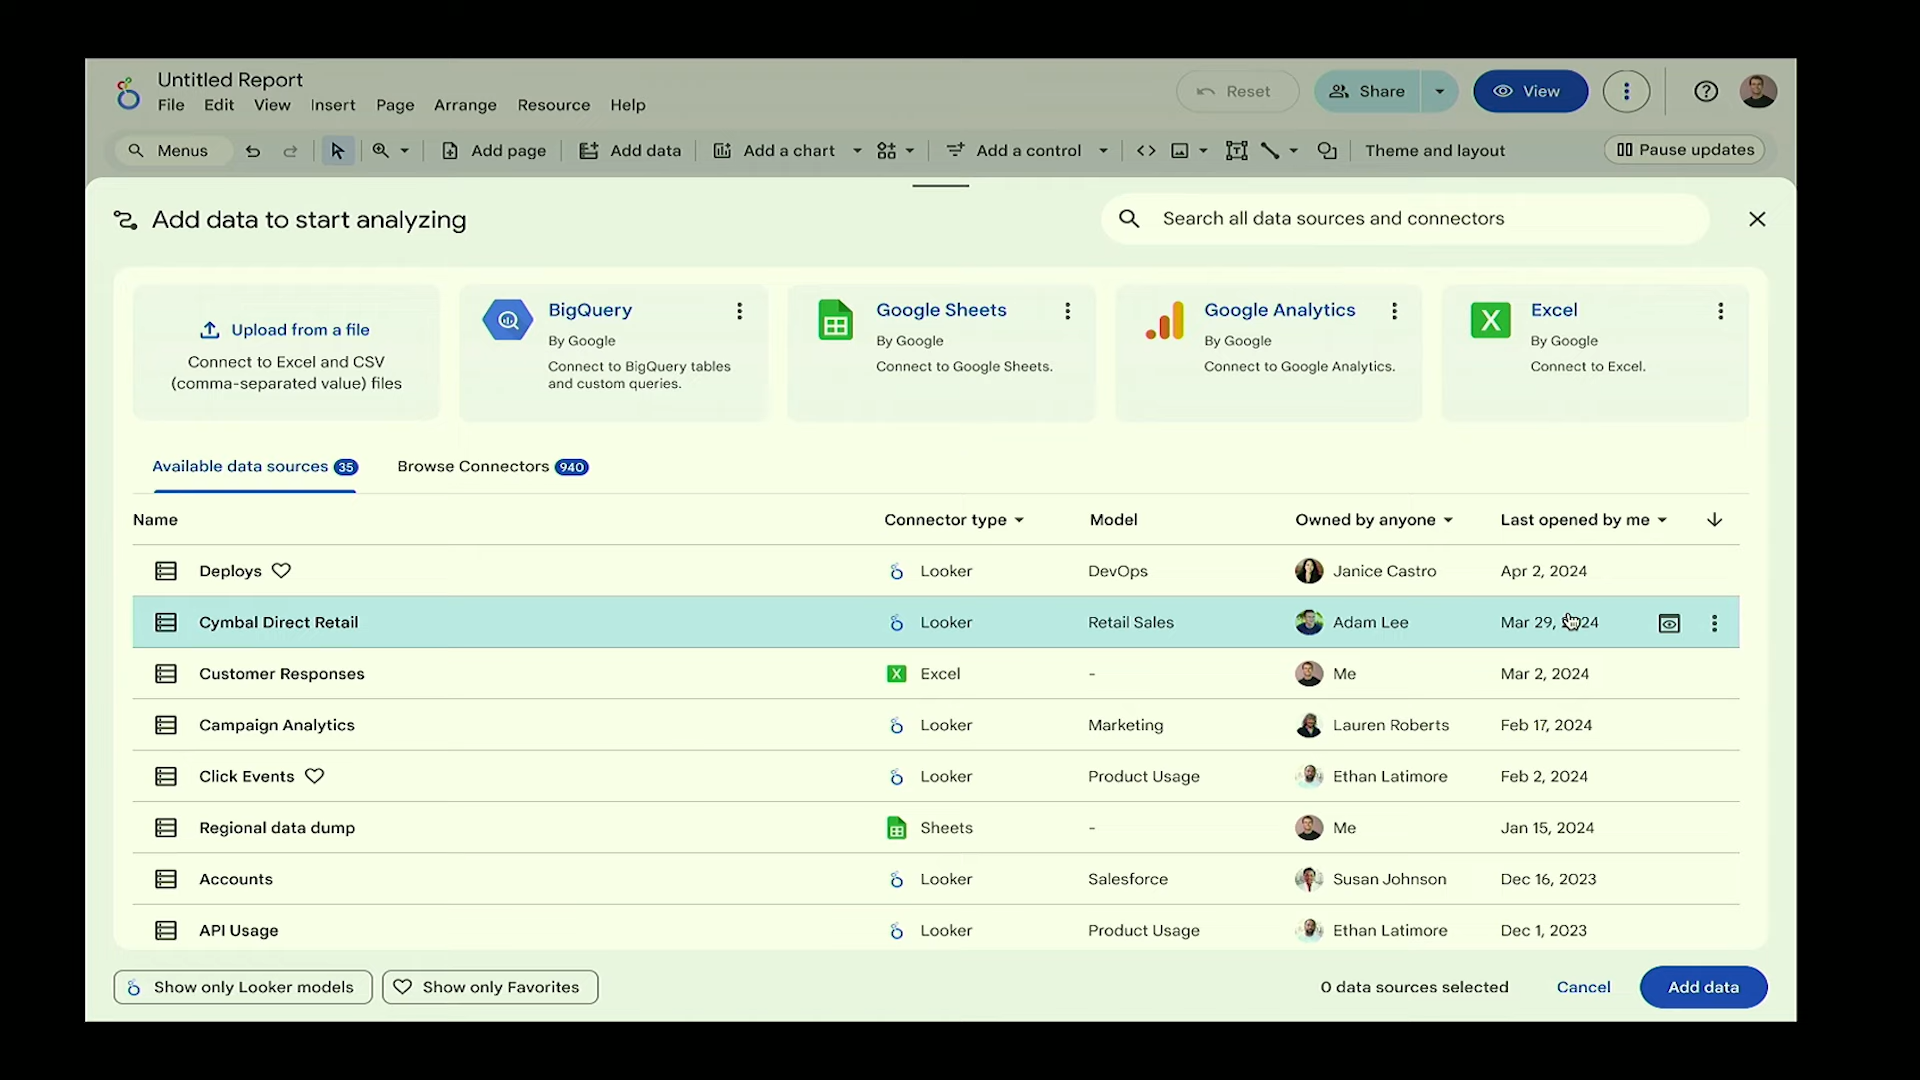 Untitled Report
File Edit View Insert Page Arrange Resource Help
Reset Share View
Menus Add page Add data Add a chart Add a control Theme and layout Pause updates
Add data to start analyzing
Search all data sources and connectors
Upload from a file
Connect to Excel and CSV
(comma-separated value) files
BigQuery
By Google
Connect to BigQuery tables
and custom queries.
Google Sheets
By Google
Connect to Google Sheets.
Google Analytics
By Google
Connect to Google Analytics.
Excel
By Google
Connect to Excel.
Available data sources 35 Browse Connectors 940
Name Connector type Model Owned by anyone Last opened by me
Deploys Looker DevOps Janice Castro Apr 2, 2024
Cymbal Direct Retail Looker Retail Sales Adam Lee Mar 29, 2024
Customer Responses Excel - Me Mar 2, 2024
Campaign Analytics Looker Marketing Lauren Roberts Feb 17, 2024
Click Events Looker Product Usage Ethan Latimore Feb 2, 2024
Regional data dump Sheets - Me Jan 15, 2024
Accounts Looker Salesforce Susan Johnson Dec 16, 2023
API Usage Looker Product Usage Ethan Latimore Dec 1, 2023
Show only Looker models Show only Favorites 0 data sources selected Cancel Add data